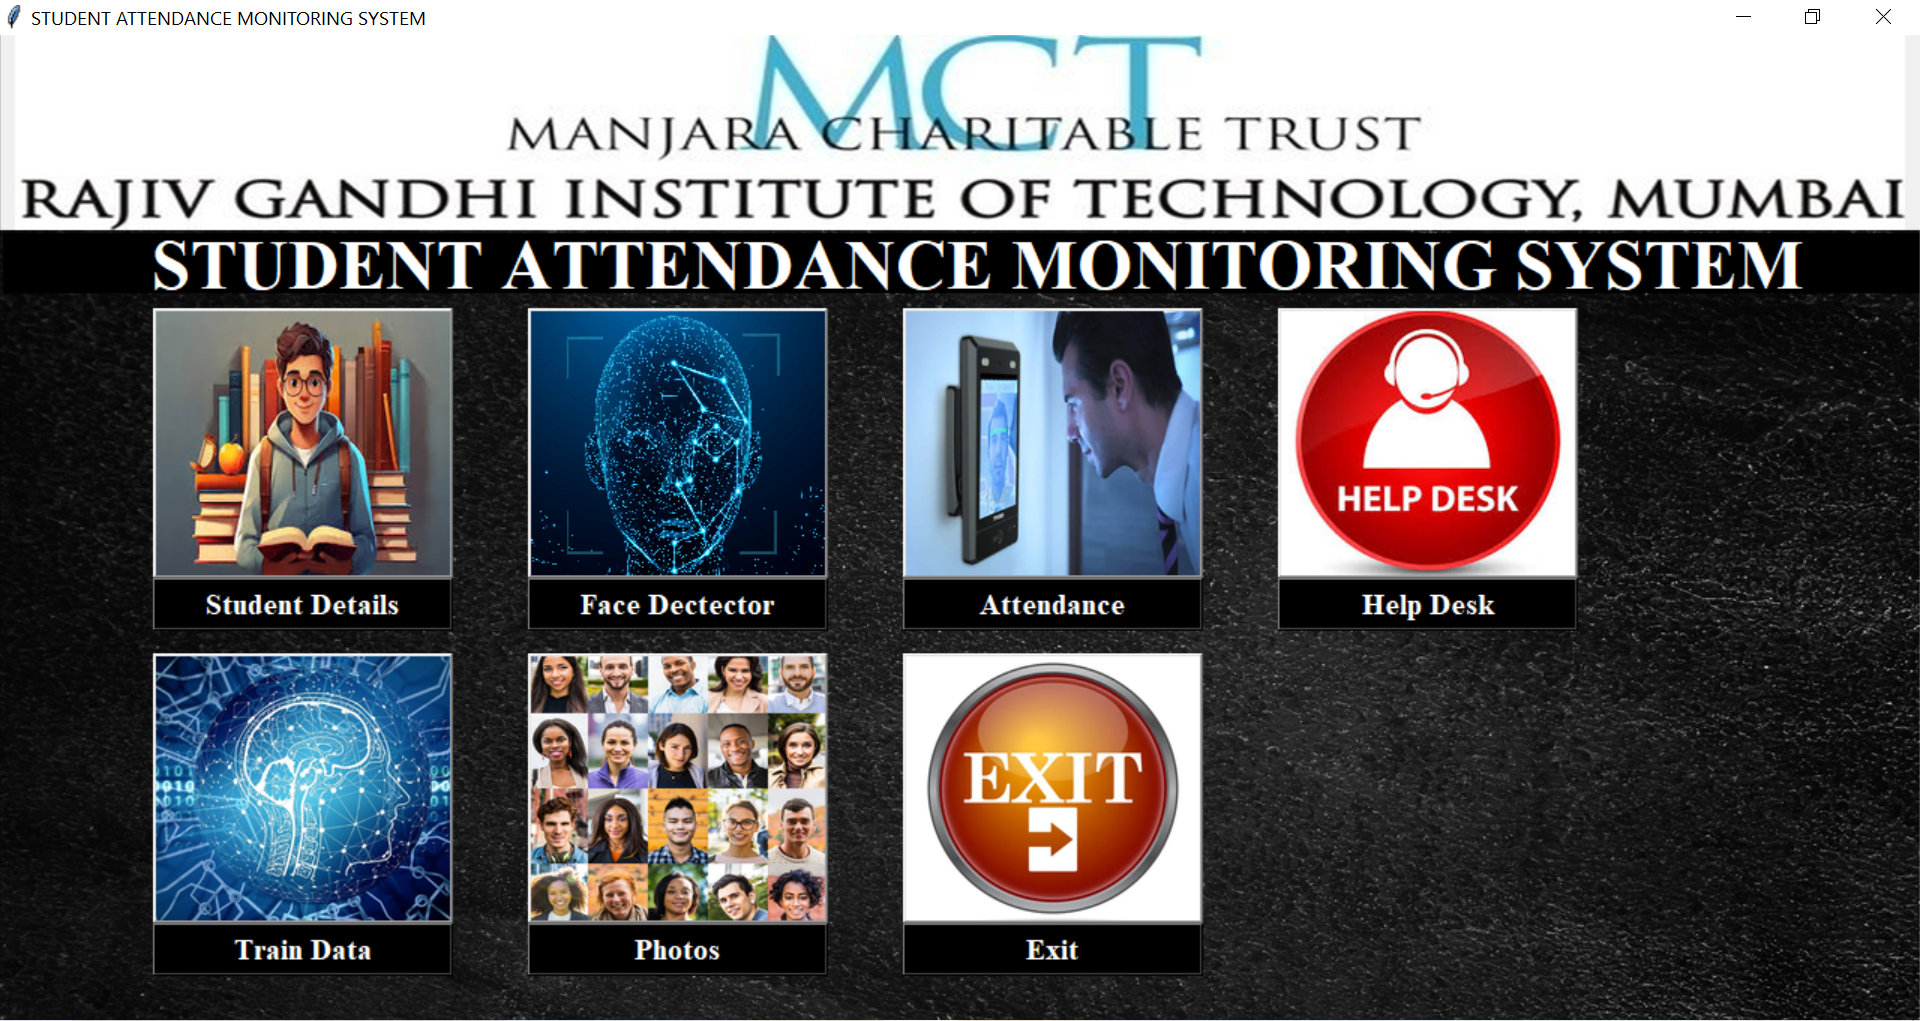 STUDENT ATTENDANCE MONITORING SYSTEM
MCT
MANJARA CHARITABLE TRUST
RAJIV GANDHI INSTITUTE OF TECHNOLOGY, MUMBAI
STUDENT ATTENDANCE MONITORING SYSTEM
HELP DESK
Student Details
Face Dectector
Attendance
Help Desk
EXIT
Train Data
Photos
Exit